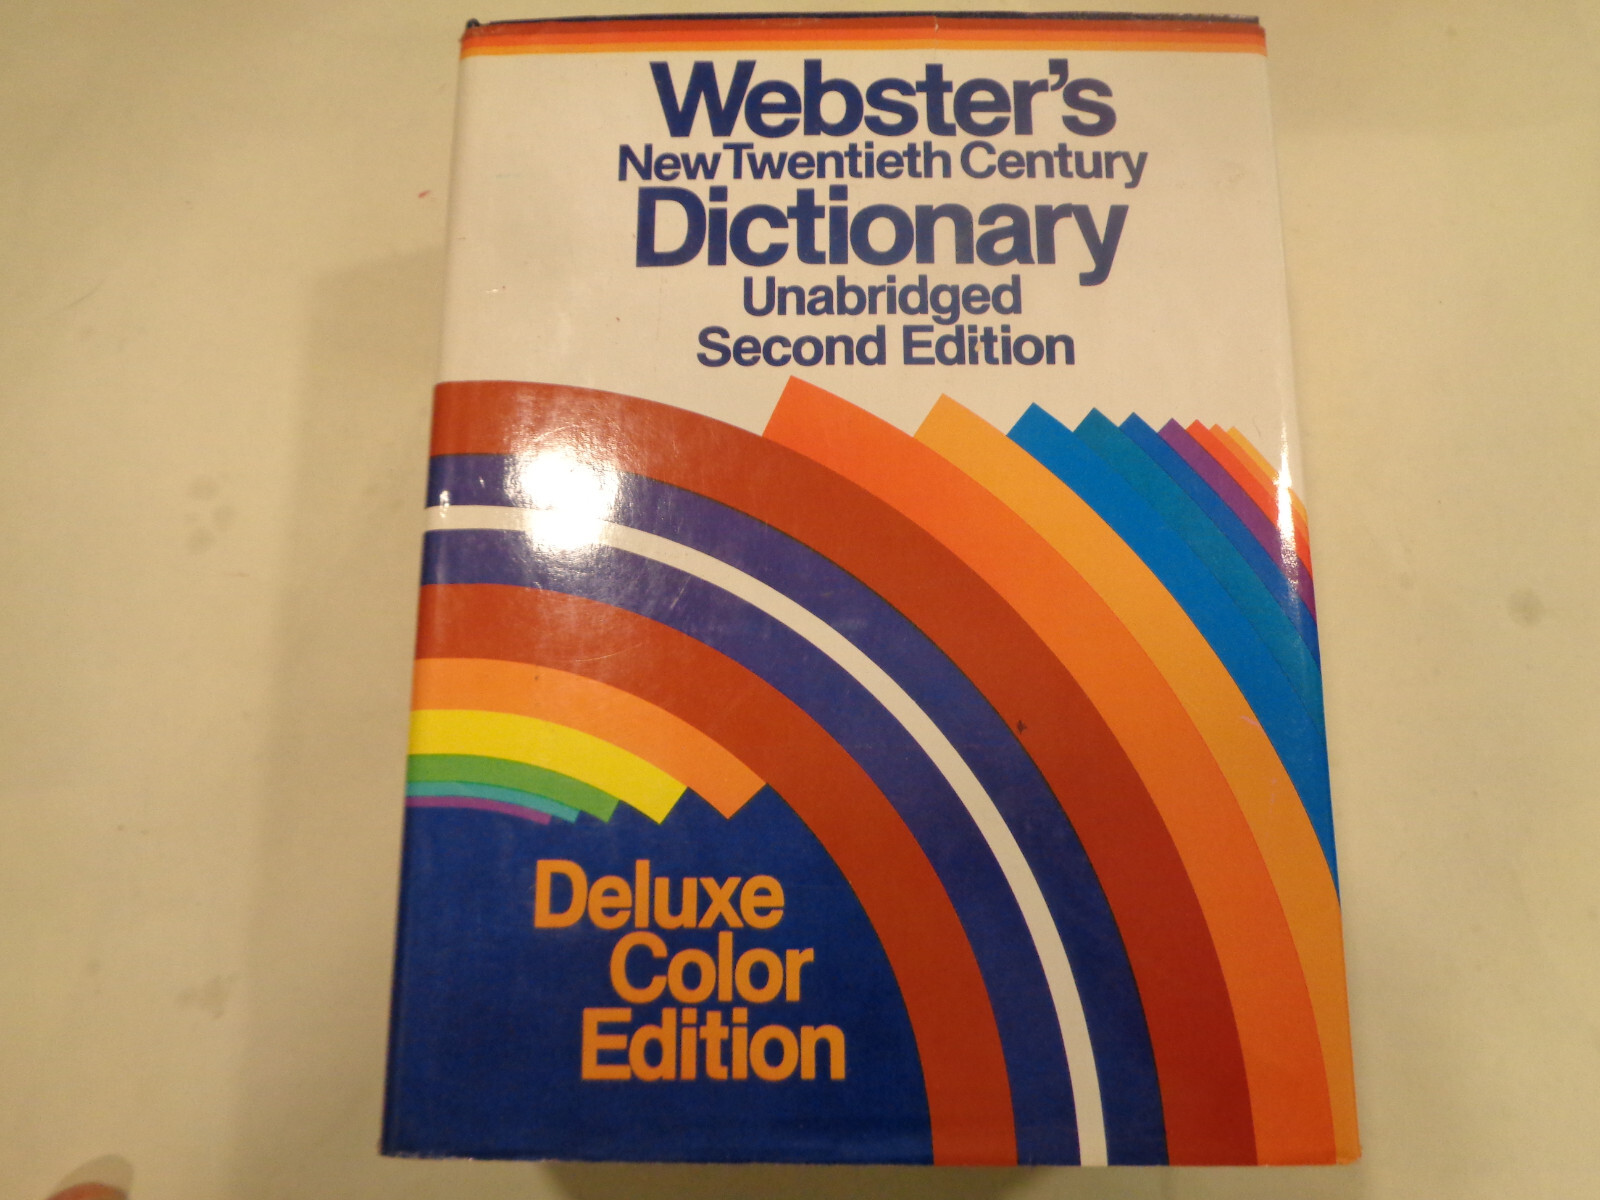 Webster's
New Twentieth Century
Dictionary
Unabridged
Second Edition
Deluxe
Color
Edition